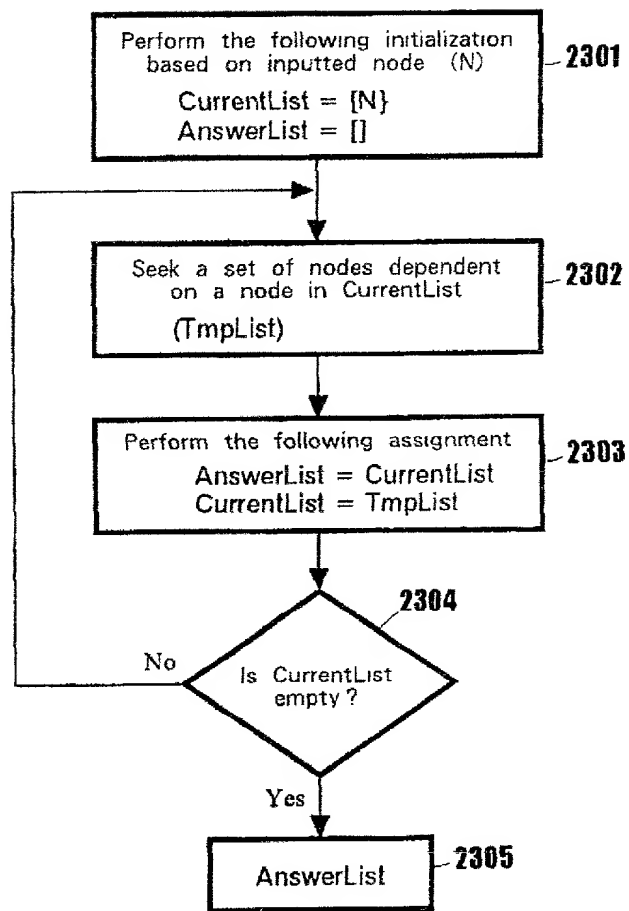 Perform the following initialization
based on inputted node (N)
2301
CurrentList = {N}
AnswerList = []
Seek a set of nodes dependent
on a node in CurrentList
2302
(TmpList)
Perform the following assignment
2303
AnswerList = CurrentList
CurrentList = TmpList
2304
No
Is CurrentList
empty?
Yes
2305
AnswerList